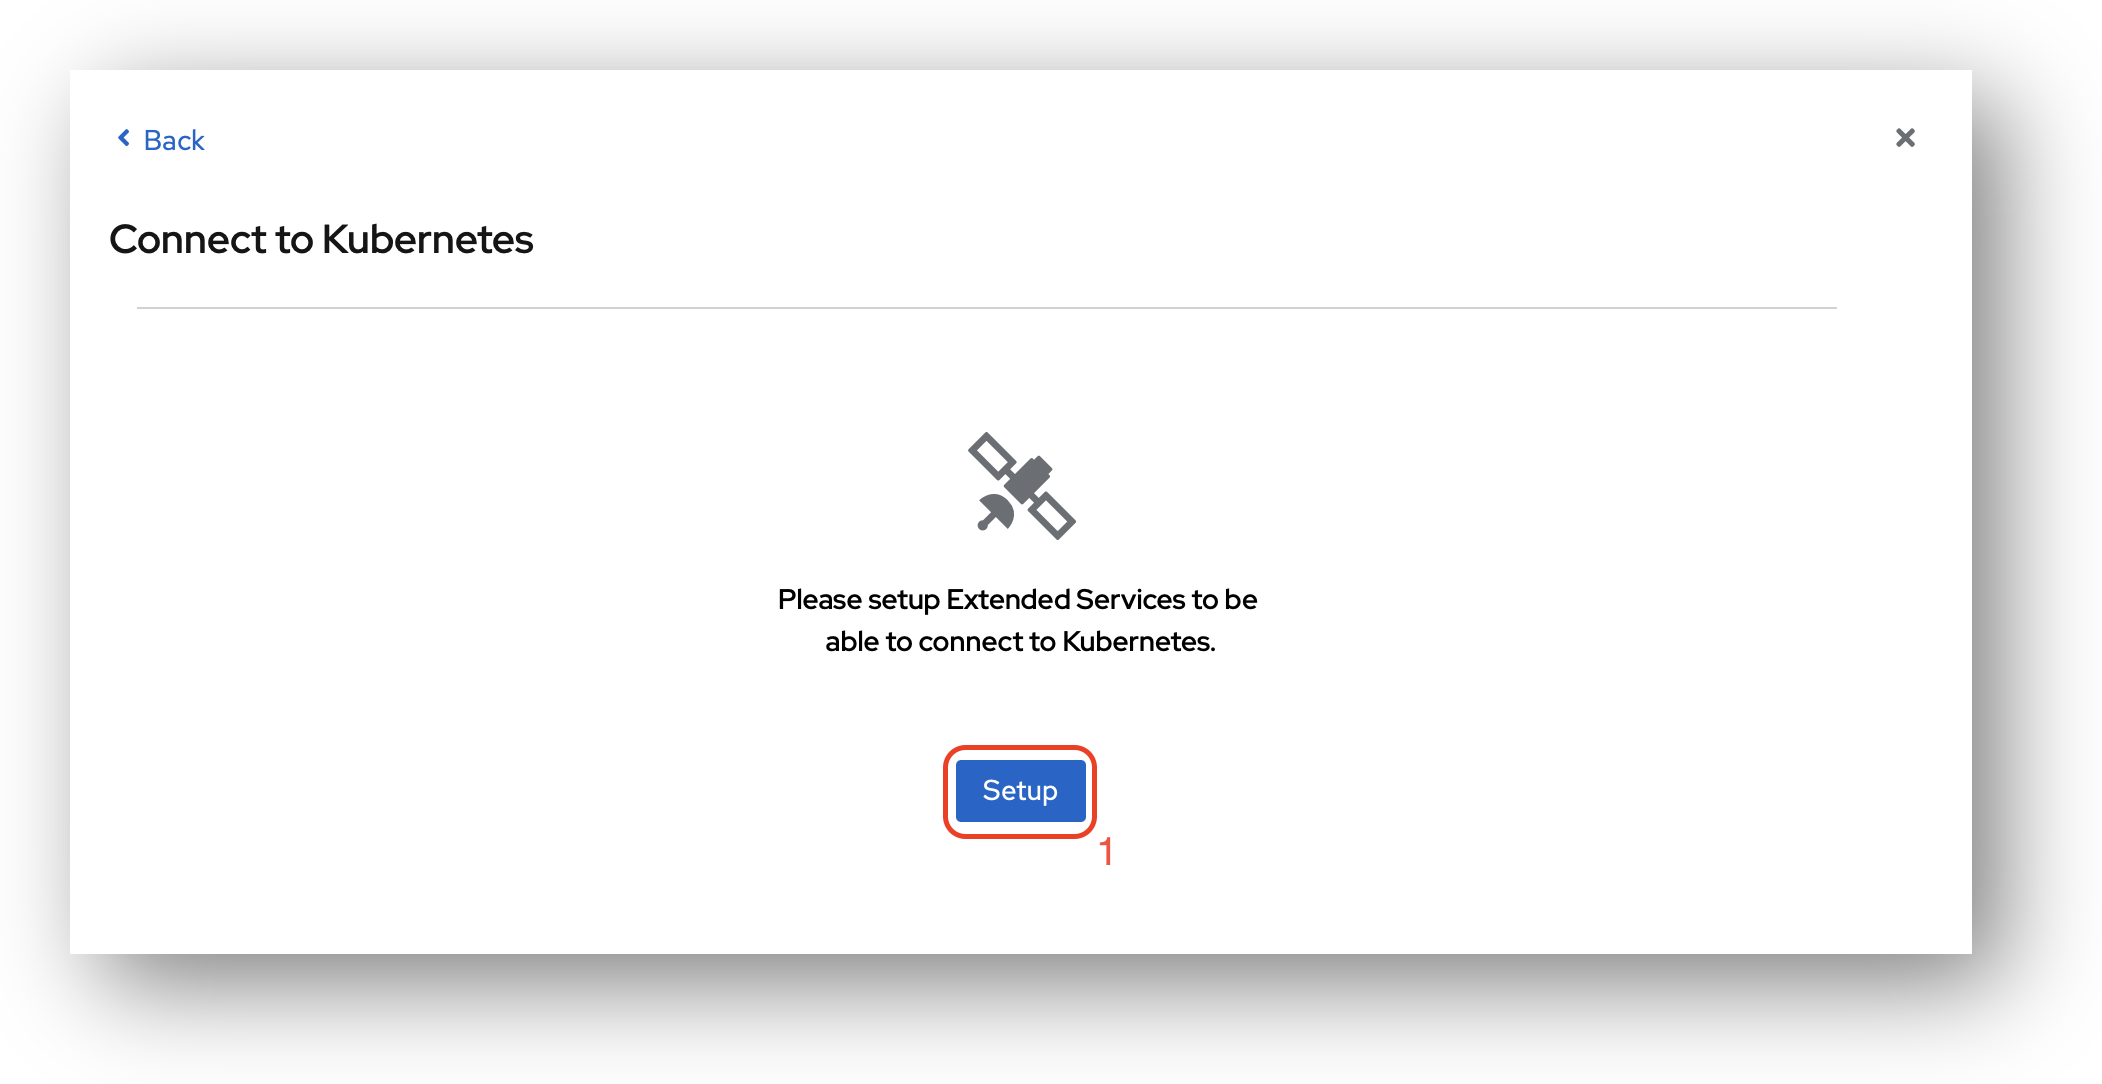 Back
Connect to Kubernetes
Please setup Extended Services to be
able to connect to Kubernetes.
Setup
1